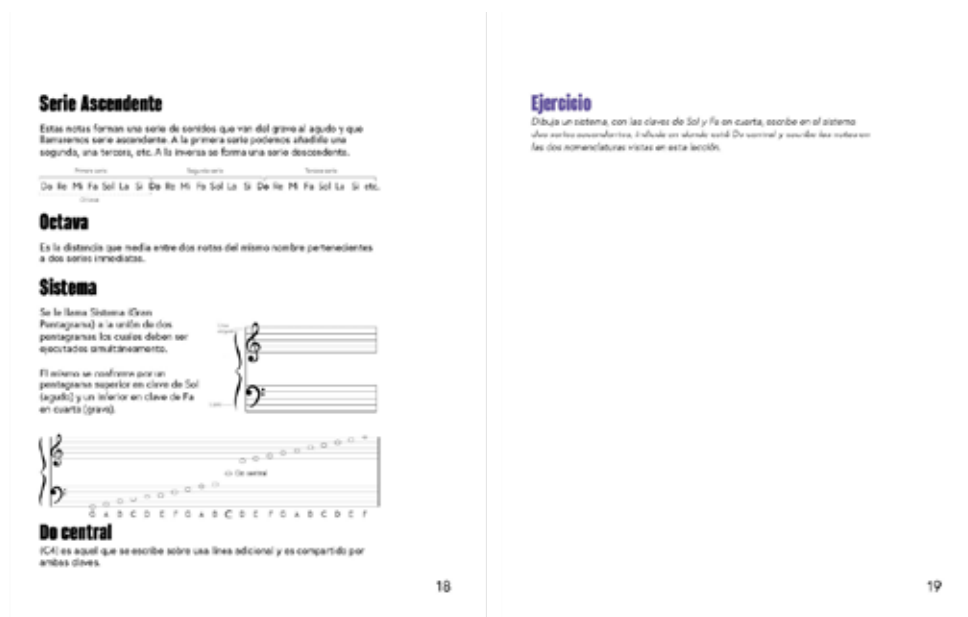 Serie Ascendente
Estas notas forman una serie de sonidos que van del grave al agudo y que
llamaremos serie ascendente. A la primera serie podemos añadirle una
segunda, una tercera, etc. A la inversa se forma una serie descendente.
Primera serie Segunda serie Tercera serie
Do Re Mi Fa Sol La Si Do Re Mi Fa Sol La Si Do Re Mi Fa Sol La Si etc.
Octava
Octava
Es la distancia que media entre dos notas del mismo nombre pertenecientes
a dos series inmediatas.
Sistema
Se le llama Sistema (Gran
Pentagrama) a la unión de dos
pentagramas los cuales deben ser
ejecutados simultáneamente.
El mismo se conforma por un
pentagrama superior en clave de Sol
(agudo) y un inferior en clave de Fa
en cuarta (grave).
Do central
G A B C D E F G A B C D E F G A B C D E F
Do central
(C4) es aquel que se escribe sobre una línea adicional y es compartido por
ambas claves.
18
Ejercicio
Dibuja un sistema, con las claves de Sol y Fa en cuarta, escribe en el sistema
dos series ascendentes, indica en donde está Do central y escribe las notas en
las dos nomenclaturas vistas en esta lección.
19